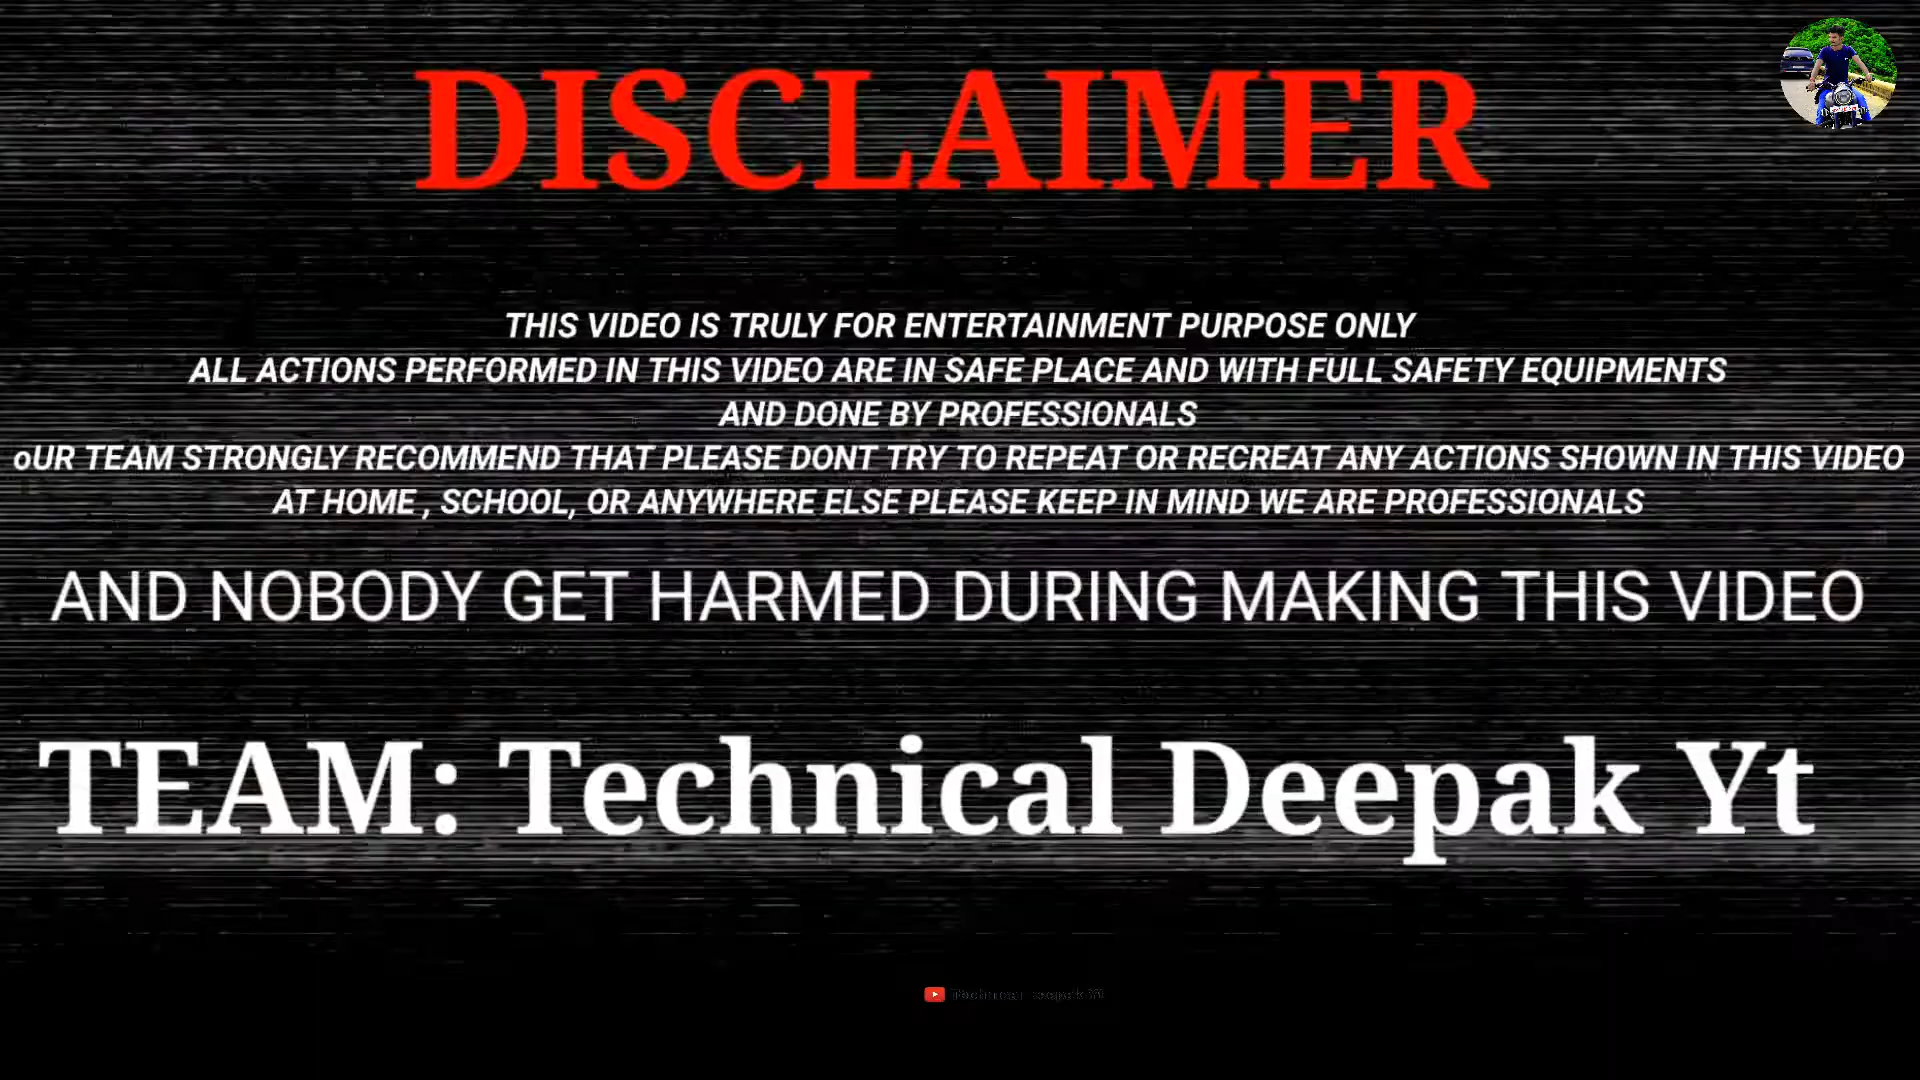 DISCLAIMER
THIS VIDEO IS TRULY FOR ENTERTAINMENT PURPOSE ONLY
ALL ACTIONS PERFORMED IN THIS VIDEO ARE IN SAFE PLACE AND WITH FULL SAFETY EQUIPMENTS
AND DONE BY PROFESSIONALS
oUR TEAM STRONGLY RECOMMEND THAT PLEASE DONT TRY TO REPEAT OR RECREAT ANY ACTIONS SHOWN IN THIS VIDEO
AT HOME , SCHOOL, OR ANYWHERE ELSE PLEASE KEEP IN MIND WE ARE PROFESSIONALS
AND NOBODY GET HARMED DURING MAKING THIS VIDEO
TEAM: Technical Deepak Yt